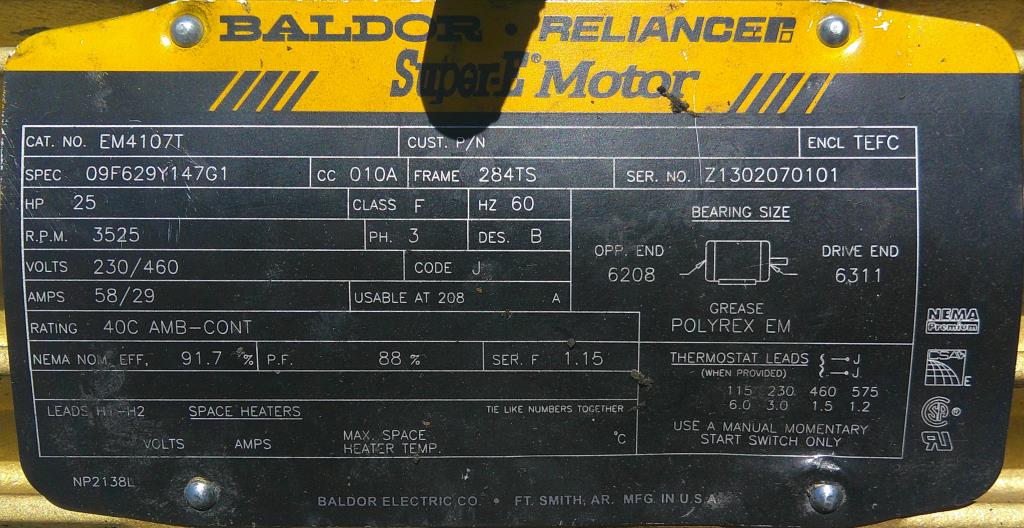 BALDOR • RELIANCER
Super-E® Motor
CAT. NO. EM4107T CUST. P/N ENCL TEFC
SPEC 09F629Y147G1 CC 010A FRAME 284TS SER. NO. Z1302070101
HP 25 CLASS F HZ 60
R.P.M. 3525 PH. 3 DES. B
VOLTS 230/460 CODE J
AMPS 58/29 USABLE AT 208 A
RATING 40C AMB-CONT
NEMA NOM. EFF, 91.7 % P.F. 88 % SER. F 1.15
LEADS H1-H2 SPACE HEATERS TIE LIKE NUMBERS TOGETHER
VOLTS AMPS MAX. SPACE HEATER TEMP. °C
BEARING SIZE
OPP. END DRIVE END
6208 6311
GREASE
POLYREX EM
THERMOSTAT LEADS J
(WHEN PROVIDED) J
115 230 460 575
6.0 3.0 1.5 1.2
USE A MANUAL MOMENTARY
START SWITCH ONLY
NEMA
Premium
CSA
E
®
NP2138L
BALDOR ELECTRIC CO. • FT. SMITH, AR. MFG. IN U.S.A.